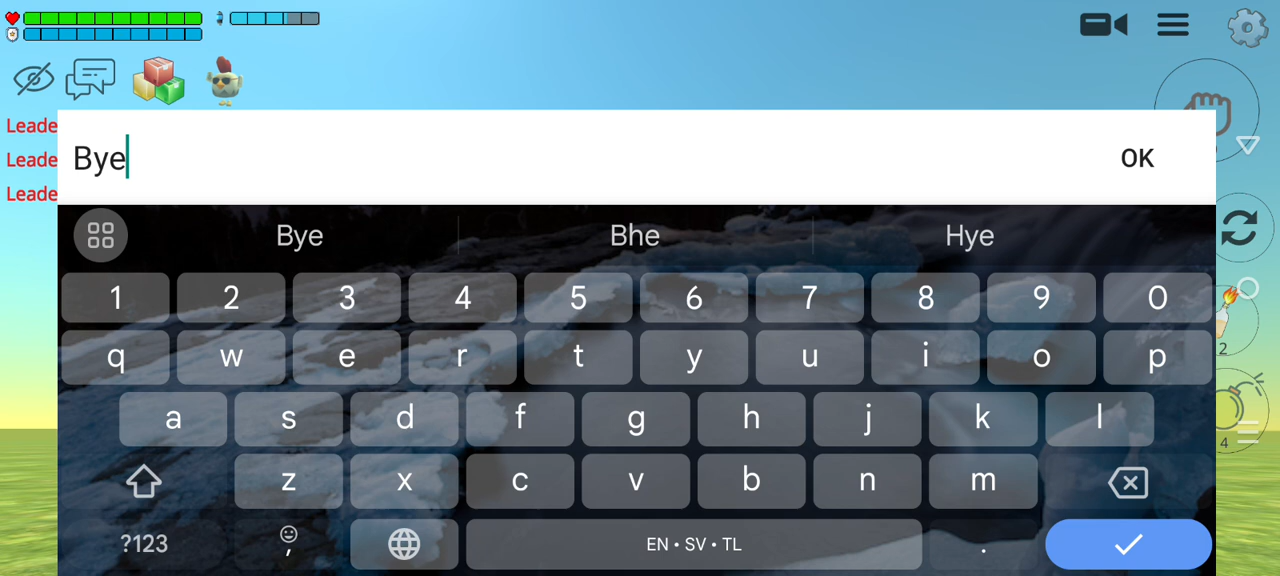 Leade
Bye
OK
Leade
Leade
Bye Bhe Hye
1 2 3 4 5 6 7 8 9 0
q w e r t y u i o p
2
a s d f g h j k l
4
z x c v b n m
?123 , EN • SV • TL .